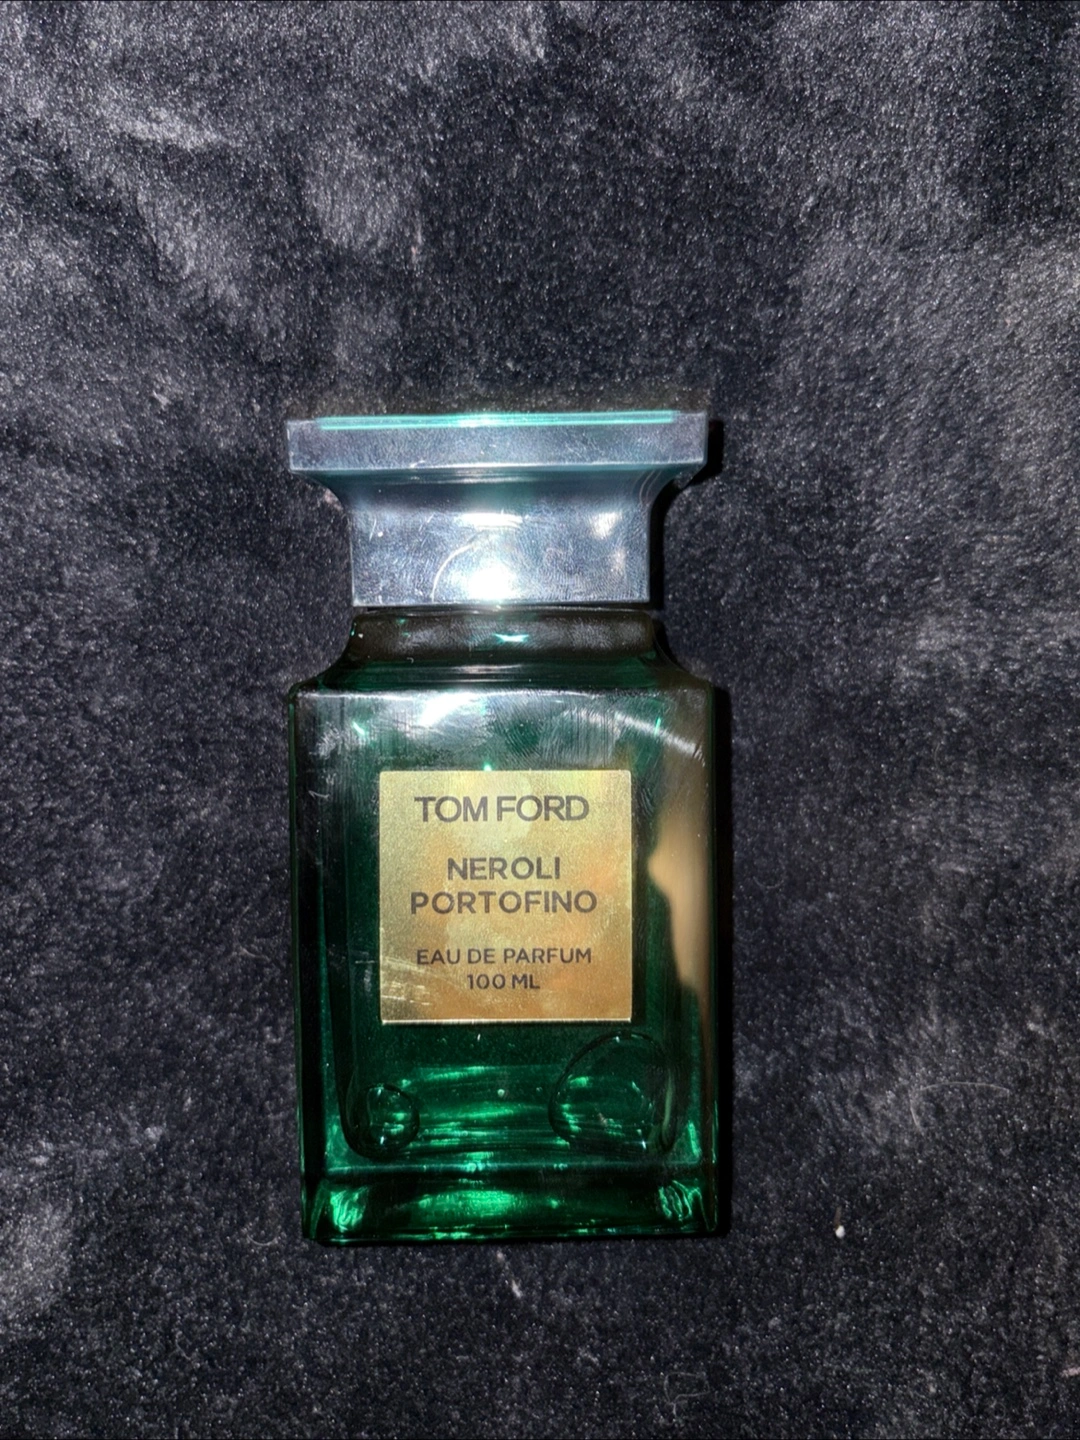 TOM FORD
NEROLI
PORTOFINO
EAU DE PARFUM
100 ML